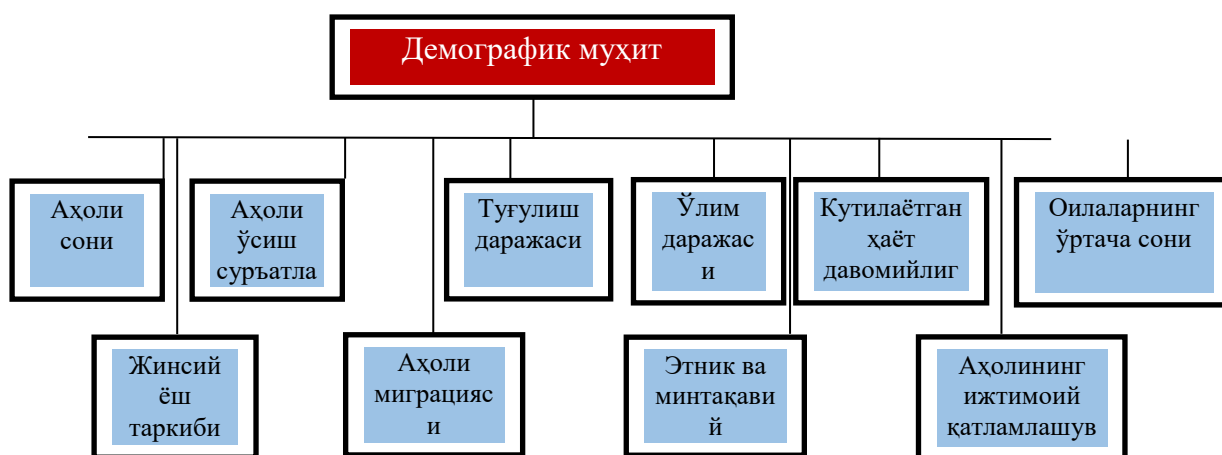 Демографик муҳит
Аҳоли
сони
Аҳоли
ўсиш
суръатла
Туғулиш
даражаси
Ўлим
даражас
и
Кутилаётган
ҳаёт
давомийлиг
Оилаларнинг
ўртача сони
Жинсий
ёш
таркиби
Аҳоли
миграцияс
и
Этник ва
минтақави
й
Аҳолининг
ижтимоий
қатламлашув